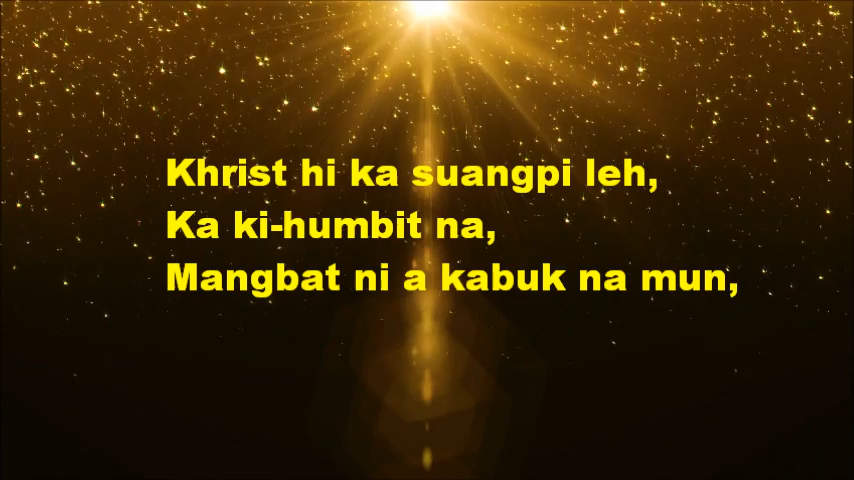 Khrist hi ka suangpi leh,
Ka ki-humbit na,
Mangbat ni a kabuk na mun,